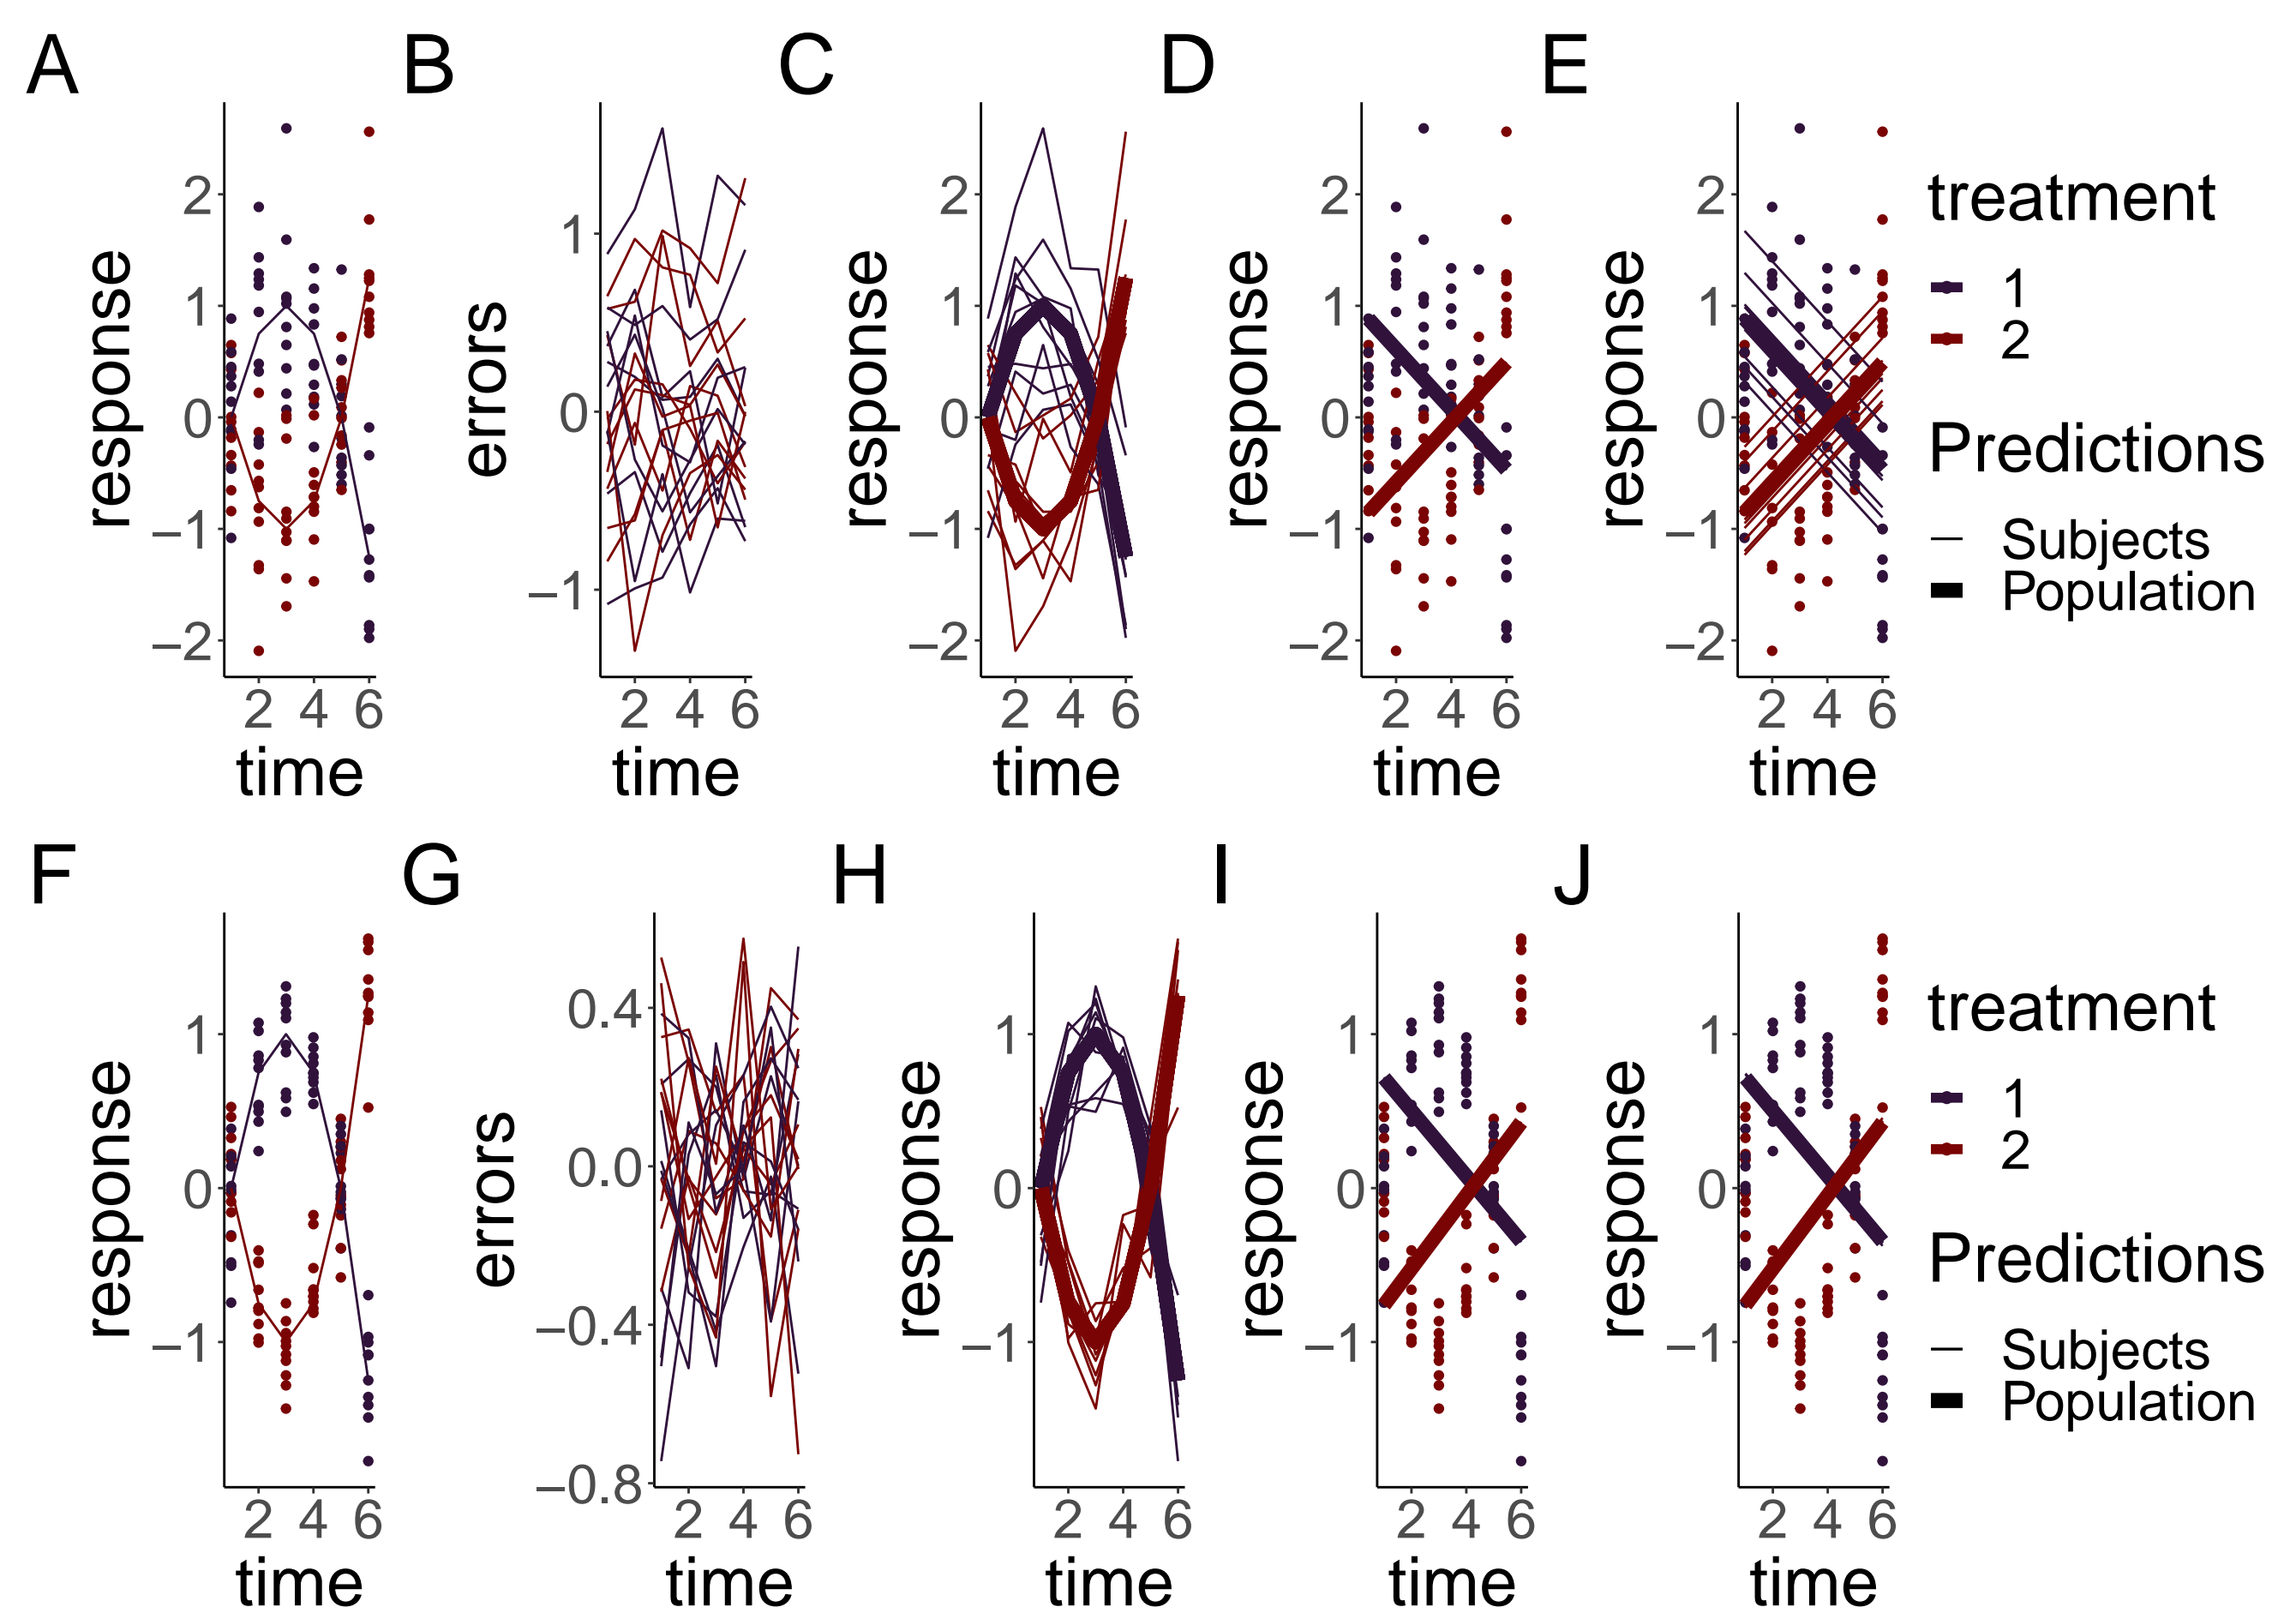 A B C D E
response
2
1
0
−1
−2
2 4 6
time
errors
1
0
−1
2 4 6
time
response
2
1
0
−1
−2
2 4 6
time
response
2
1
0
−1
−2
2 4 6
time
response
2
1
0
−1
−2
2 4 6
time
treatment
1
2
Predictions
Subjects
Population
F G H I J
response
1
0
−1
2 4 6
time
errors
0.4
0.0
−0.4
−0.8
2 4 6
time
response
1
0
−1
2 4 6
time
response
1
0
−1
2 4 6
time
response
1
0
−1
2 4 6
time
treatment
1
2
Predictions
Subjects
Population